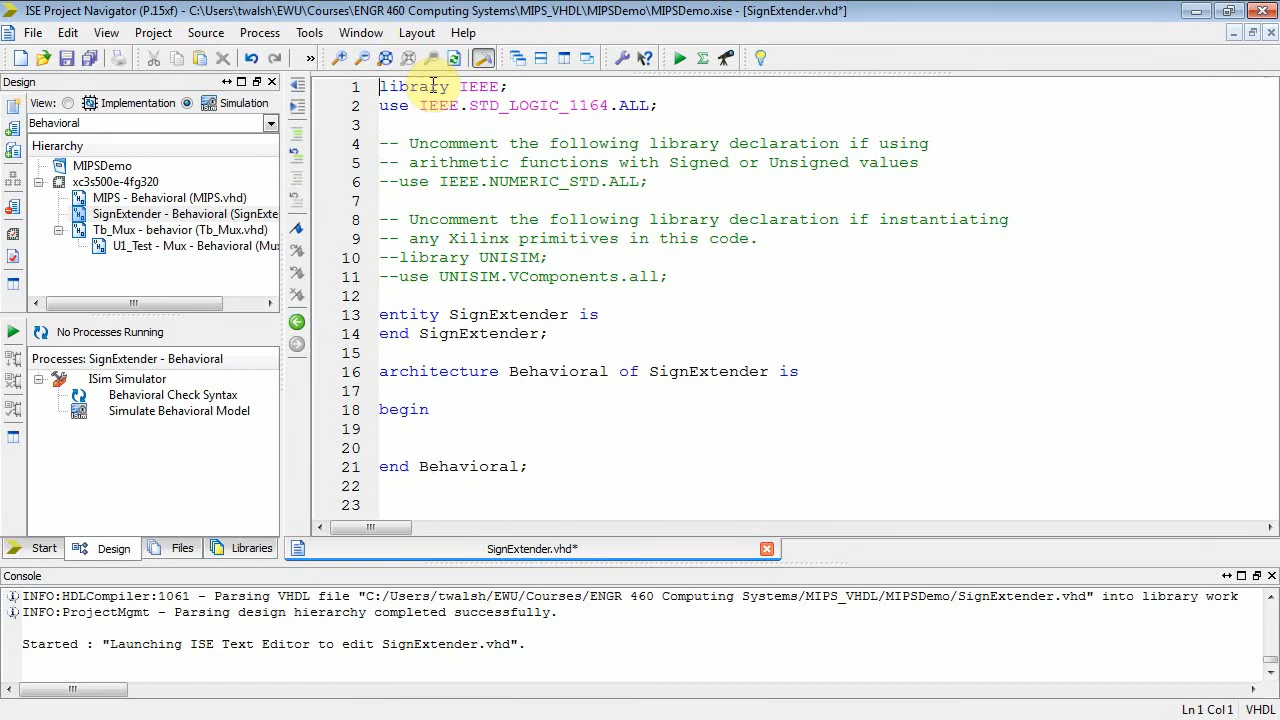 ISE Project Navigator (P.15xf) - C:\Users\twalsh\EWU\Courses\ENGR 460 Computing Systems\MIPS_VHDL\MIPSDemo\MIPSDemo.xise - [SignExtender.vhd*]
File Edit View Project Source Process Tools Window Layout Help
Design
View: Implementation Simulation
Behavioral
Hierarchy
MIPSDemo
xc3s500e-4fg320
MIPS - Behavioral (MIPS.vhd)
SignExtender - Behavioral (SignExte
Tb_Mux - behavior (Tb_Mux.vhd)
U1_Test - Mux - Behavioral (Mu
No Processes Running
Processes: SignExtender - Behavioral
ISim Simulator
Behavioral Check Syntax
Simulate Behavioral Model
Start Design Files Libraries
1 library IEEE;
2 use IEEE.STD_LOGIC_1164.ALL;
3
4 -- Uncomment the following library declaration if using
5 -- arithmetic functions with Signed or Unsigned values
6 --use IEEE.NUMERIC_STD.ALL;
7
8 -- Uncomment the following library declaration if instantiating
9 -- any Xilinx primitives in this code.
10 --library UNISIM;
11 --use UNISIM.VComponents.all;
12
13 entity SignExtender is
14 end SignExtender;
15
16 architecture Behavioral of SignExtender is
17
18 begin
19
20
21 end Behavioral;
22
23
SignExtender.vhd*
Console
INFO:HDLCompiler:1061 - Parsing VHDL file "C:/Users/twalsh/EWU/Courses/ENGR 460 Computing Systems/MIPS_VHDL/MIPSDemo/SignExtender.vhd" into library work
INFO:ProjectMgmt - Parsing design hierarchy completed successfully.
Started : "Launching ISE Text Editor to edit SignExtender.vhd".
Ln 1 Col 1 VHDL